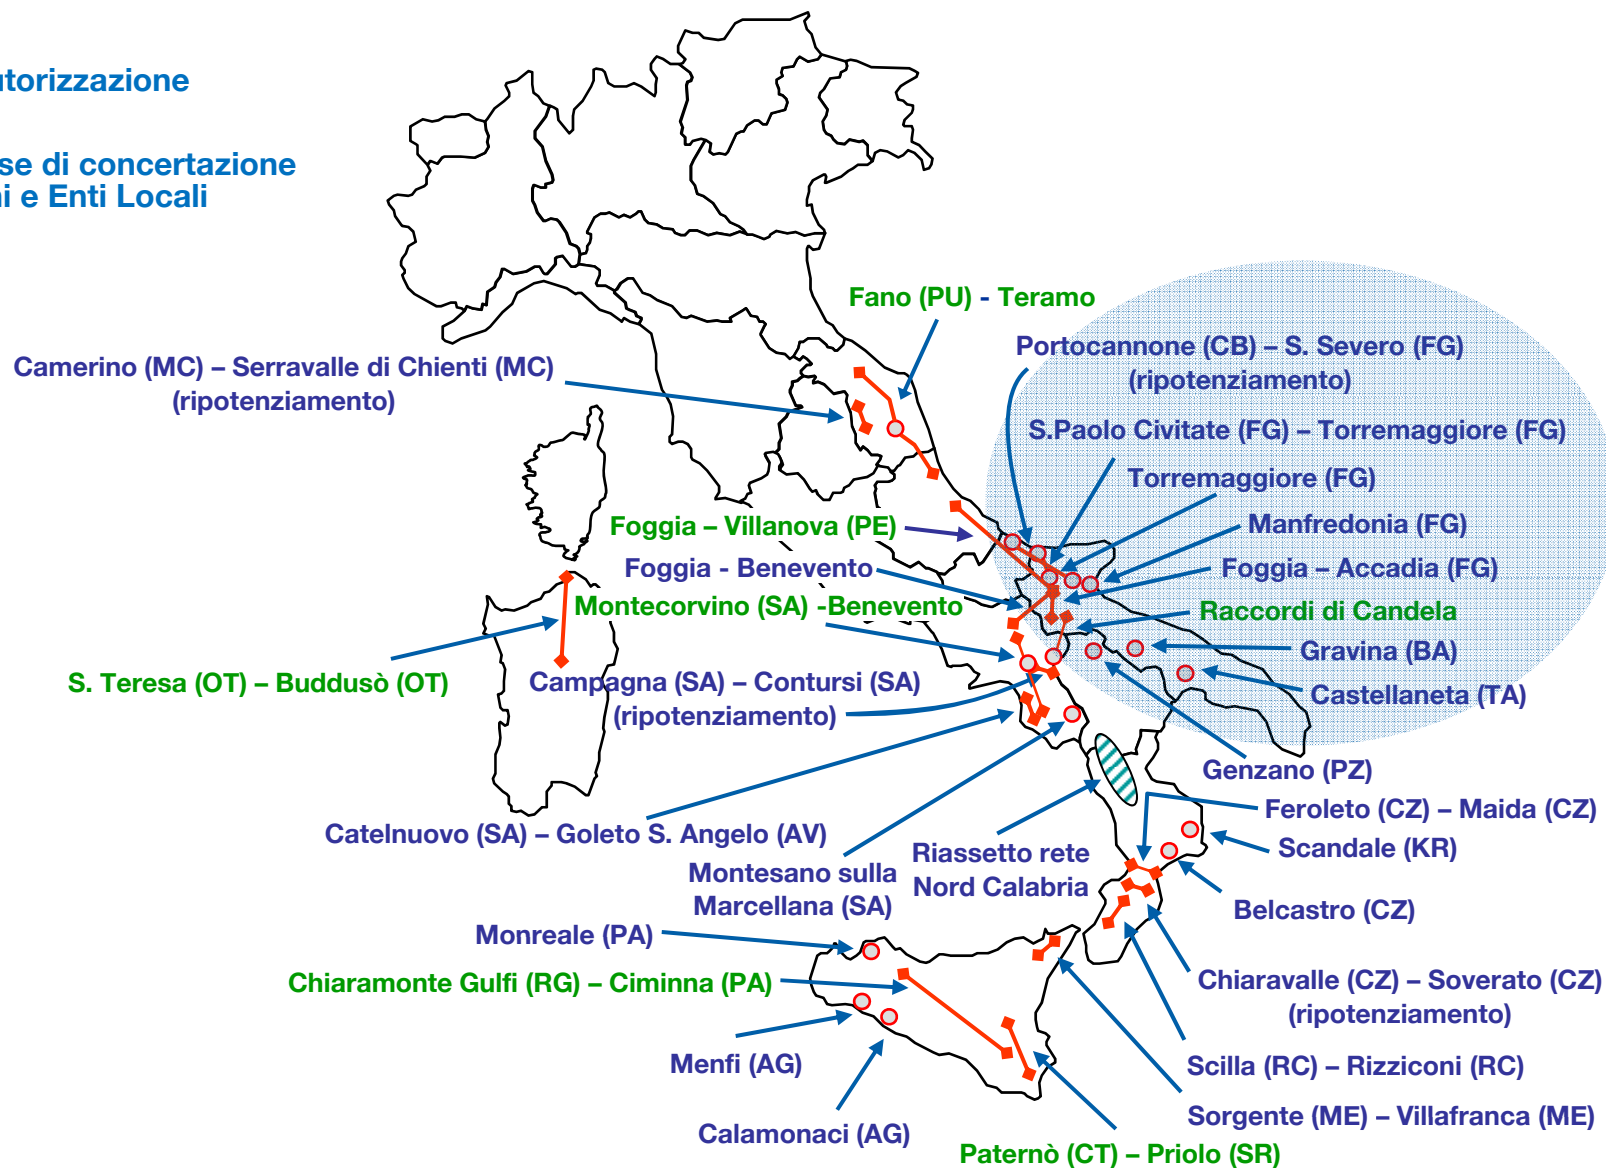 utorizzazione
se di concertazione
ni e Enti Locali
Fano (PU) - Teramo
Portocannone (CB) – S. Severo (FG)
(ripotenziamento)
Camerino (MC) – Serravalle di Chienti (MC)
(ripotenziamento)
S.Paolo Civitate (FG) – Torremaggiore (FG)
Torremaggiore (FG)
Foggia – Villanova (PE)
Manfredonia (FG)
Foggia - Benevento
Foggia – Accadia (FG)
Montecorvino (SA) -Benevento
Raccordi di Candela
Gravina (BA)
S. Teresa (OT) – Buddusò (OT)
Campagna (SA) – Contursi (SA)
(ripotenziamento)
Castellaneta (TA)
Genzano (PZ)
Feroleto (CZ) – Maida (CZ)
Catelnuovo (SA) – Goleto S. Angelo (AV)
Scandale (KR)
Riassetto rete
Nord Calabria
Montesano sulla
Marcellana (SA)
Belcastro (CZ)
Monreale (PA)
Chiaramonte Gulfi (RG) – Ciminna (PA)
Chiaravalle (CZ) – Soverato (CZ)
(ripotenziamento)
Menfi (AG)
Scilla (RC) – Rizziconi (RC)
Sorgente (ME) – Villafranca (ME)
Calamonaci (AG)
Paternò (CT) – Priolo (SR)